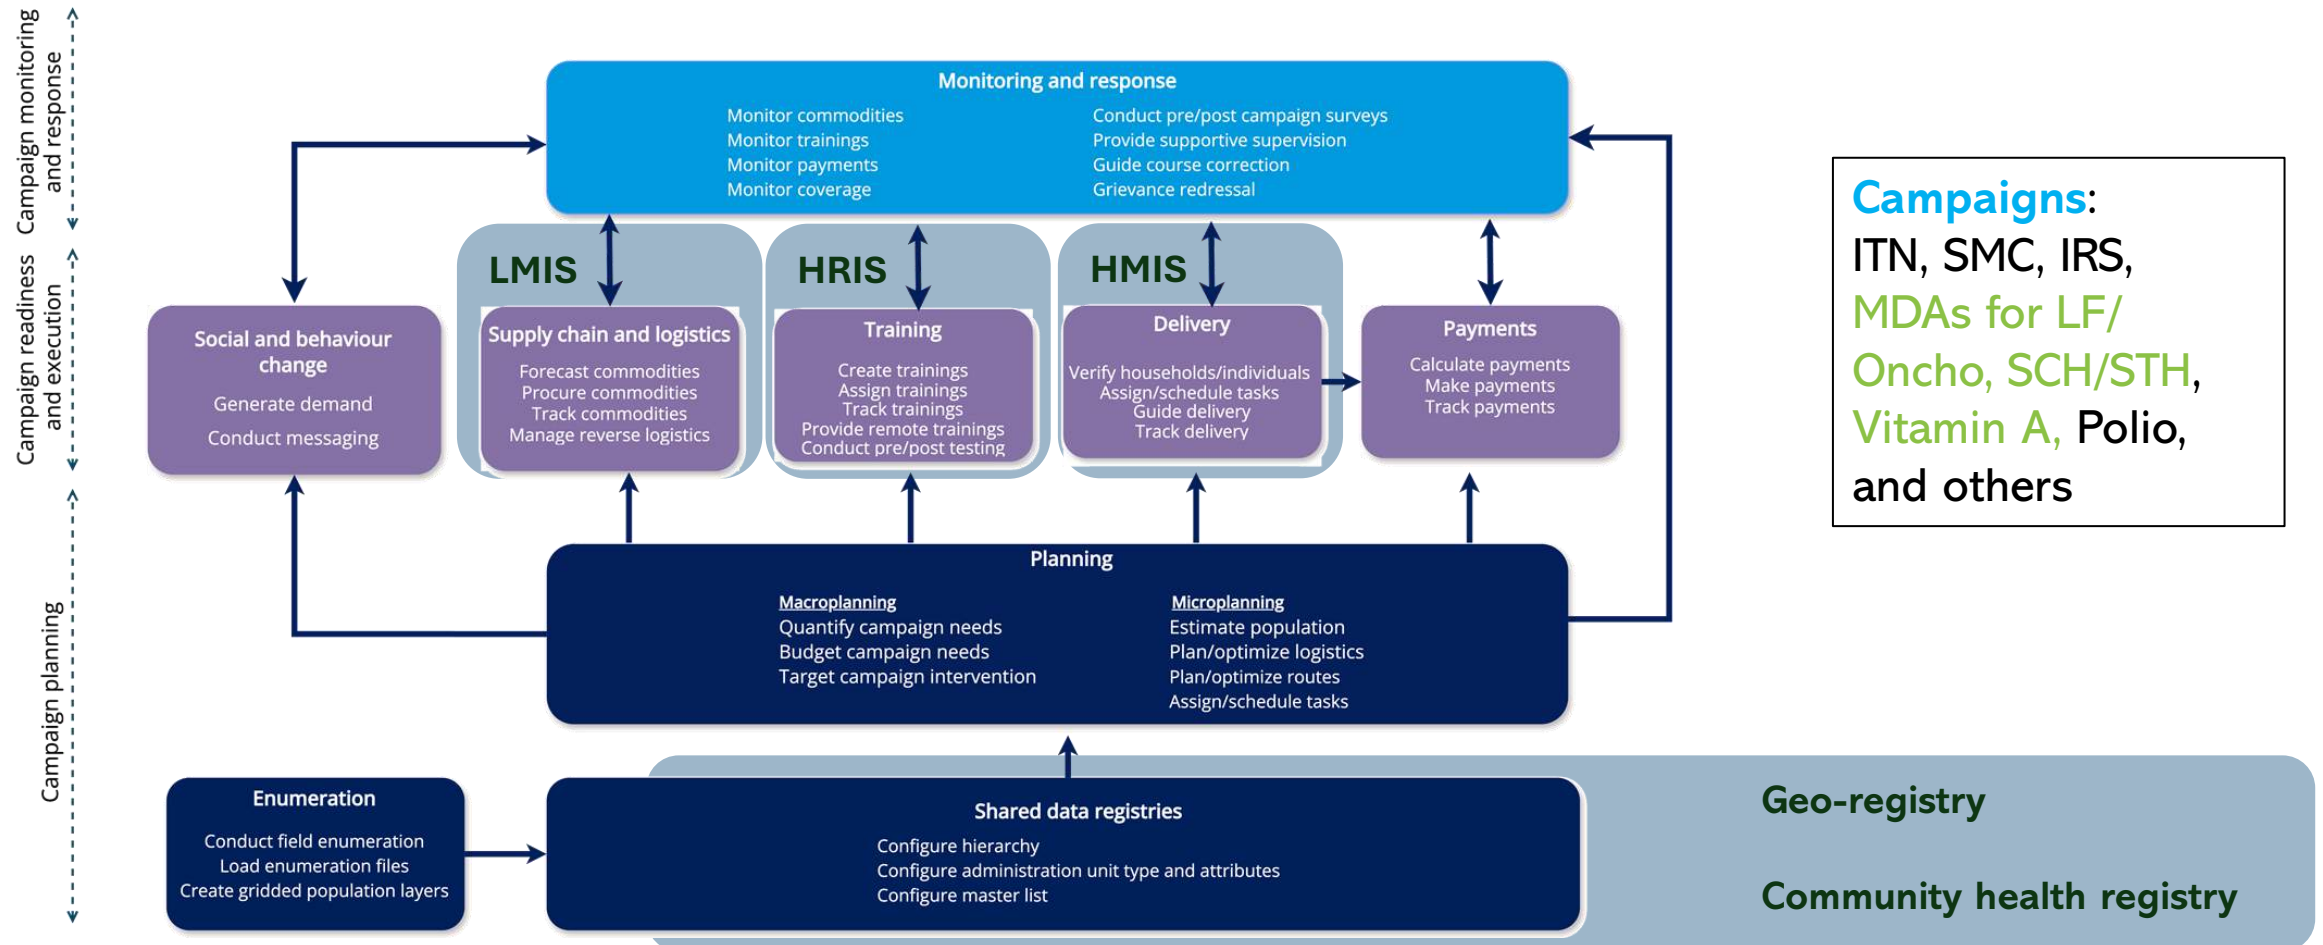 Campaign monitoring
and response
Monitoring and response
Monitor commodities
Monitor trainings
Monitor payments
Monitor coverage
Conduct pre/post campaign surveys
Provide supportive supervision
Guide course correction
Grievance redressal
Campaign readiness
and execution
LMIS
HRIS
HMIS
Social and behaviour
change
Generate demand
Conduct messaging
Supply chain and logistics
Forecast commodities
Procure commodities
Track commodities
Manage reverse logistics
Training
Create trainings
Assign trainings
Track trainings
Provide remote trainings
Conduct pre/post testing
Delivery
Verify households/individuals
Assign/schedule tasks
Guide delivery
Track delivery
Payments
Calculate payments
Make payments
Track payments
Campaigns:
ITN, SMC, IRS,
MDAs for LF/
Oncho, SCH/STH,
Vitamin A, Polio,
and others
Campaign planning
Planning
Macroplanning
Quantify campaign needs
Budget campaign needs
Target campaign intervention
Microplanning
Estimate population
Plan/optimize logistics
Plan/optimize routes
Assign/schedule tasks
Enumeration
Conduct field enumeration
Load enumeration files
Create gridded population layers
Shared data registries
Configure hierarchy
Configure administration unit type and attributes
Configure master list
Geo-registry
Community health registry